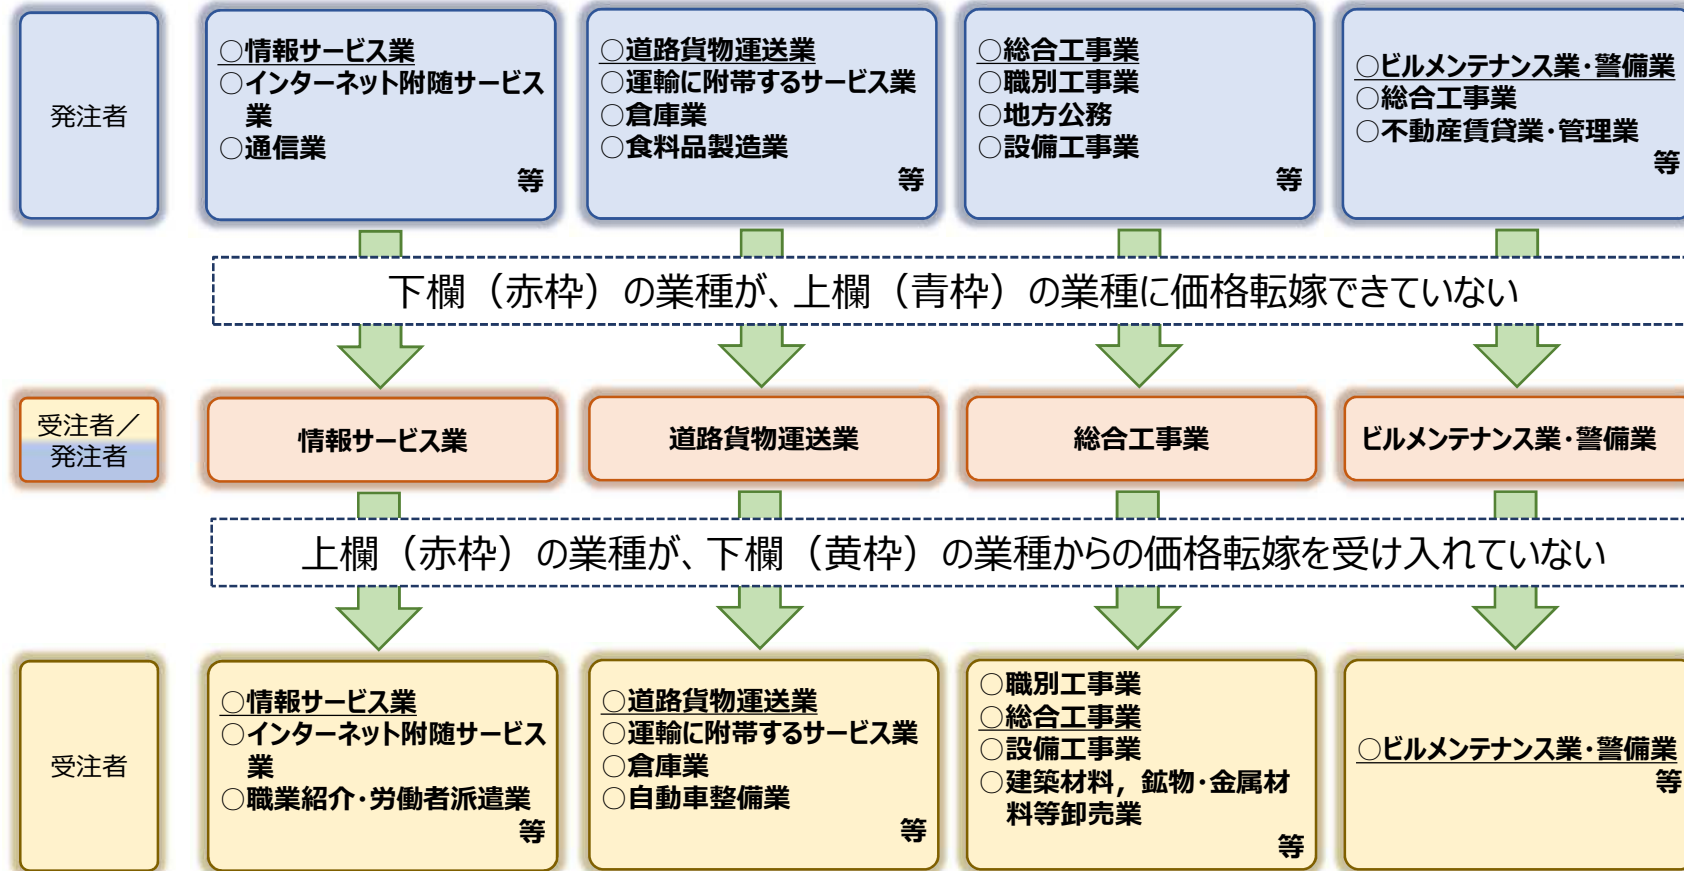 発注者
○情報サービス業
○インターネット附随サービス
業
○通信業
等
○道路貨物運送業
○運輸に附帯するサービス業
○倉庫業
○食料品製造業
等
○総合工事業
○職別工事業
○地方公務
○設備工事業
等
○ビルメンテナンス業・警備業
○総合工事業
○不動産賃貸業・管理業
等
下欄（赤枠）の業種が、上欄（青枠）の業種に価格転嫁できていない
受注者／
発注者
情報サービス業
道路貨物運送業
総合工事業
ビルメンテナンス業・警備業
上欄（赤枠）の業種が、下欄（黄枠）の業種からの価格転嫁を受け入れていない
受注者
○情報サービス業
○インターネット附随サービス
業
○職業紹介・労働者派遣業
等
○道路貨物運送業
○運輸に附帯するサービス業
○倉庫業
○自動車整備業
等
○職別工事業
○総合工事業
○設備工事業
○建築材料，鉱物・金属材
料等卸売業
等
○ビルメンテナンス業・警備業
等